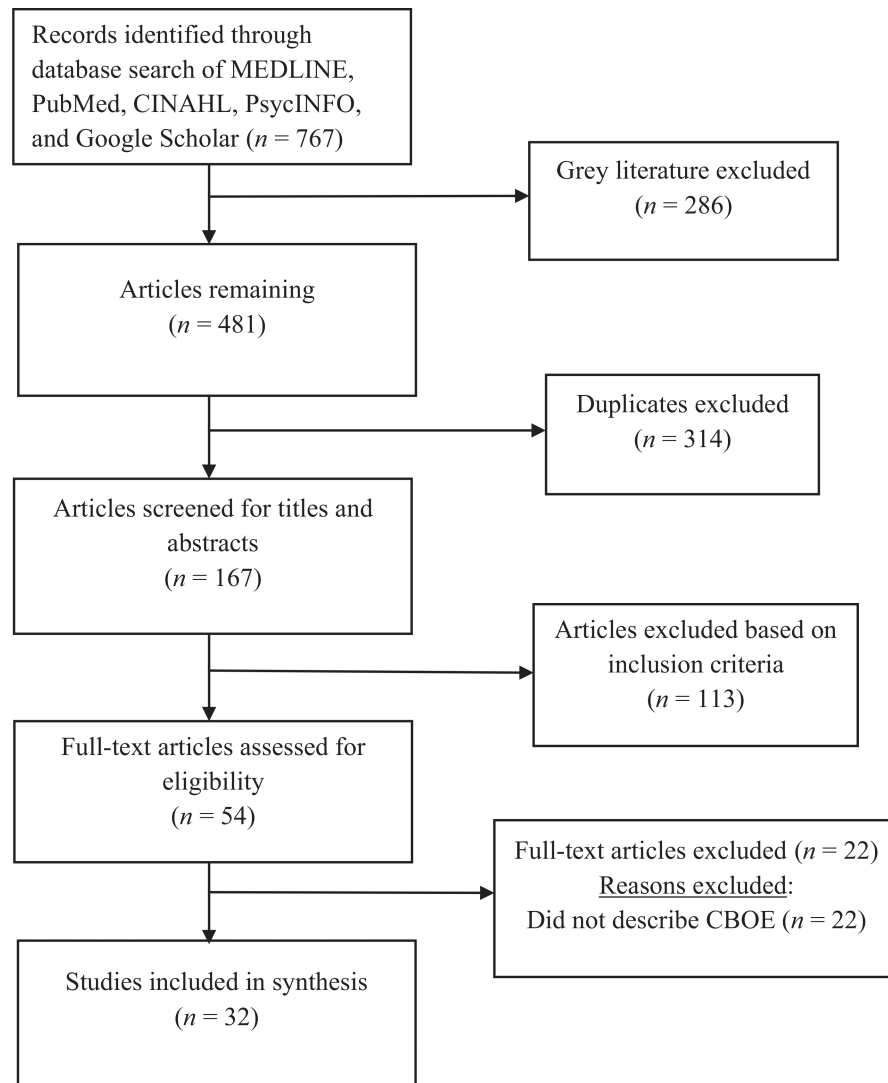 Records identified through
database search of MEDLINE,
PubMed, CINAHL, PsycINFO,
and Google Scholar (n = 767)
Grey literature excluded
(n = 286)
Articles remaining
(n = 481)
Duplicates excluded
(n = 314)
Articles screened for titles and
abstracts
(n = 167)
Articles excluded based on
inclusion criteria
(n = 113)
Full-text articles assessed for
eligibility
(n = 54)
Full-text articles excluded (n = 22)
Reasons excluded:
Did not describe CBOE (n = 22)
Studies included in synthesis
(n = 32)